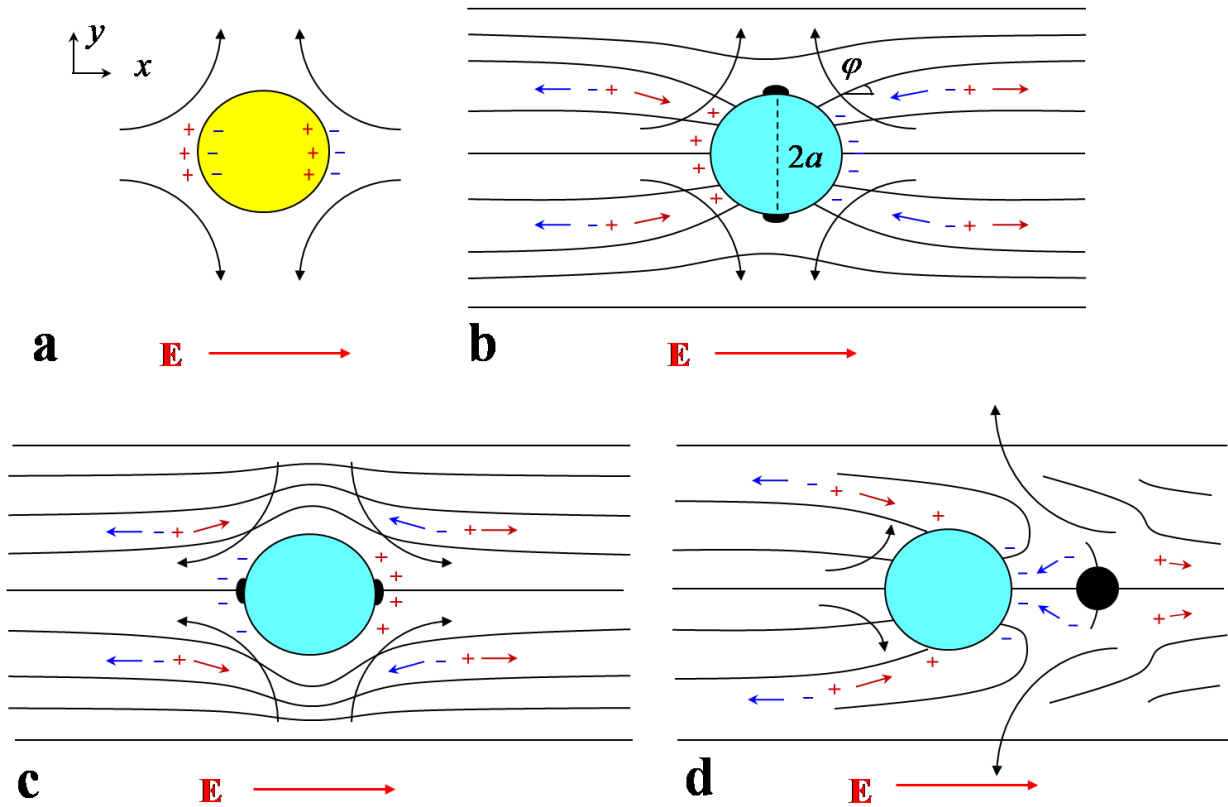 y
x
+ − + −
+ − + −
+ − + −
a
E
φ
− + − +
+ −
+ −
+ −
+ −
2a
− + − +
b
E
− + − +
− +
− +
− +
− +
− + − +
c
E
− +
+
−
−
− +
−
− +
−
+
− +
d
E